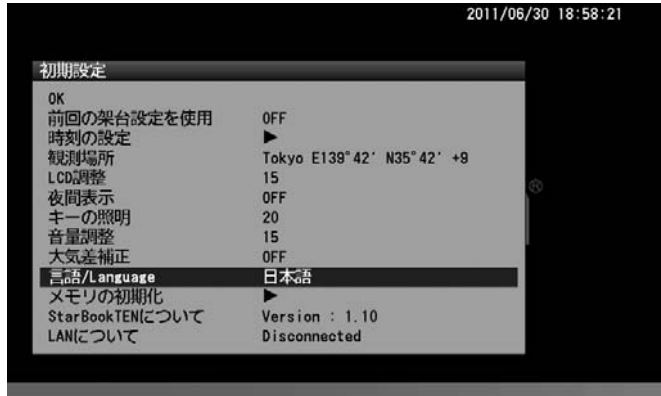 2011/06/30 18:58:21
初期設定
OK
前回の架台設定を使用 OFF
時刻の設定 ▶
観測場所 Tokyo E139°42′ N35°42′ +9
LCD調整 15
夜間表示 OFF
キーの照明 20
音量調整 15
大気差補正 OFF
言語/Language 日本語
メモリの初期化 ▶
StarBookTENについて Version : 1.10
LANについて Disconnected
®